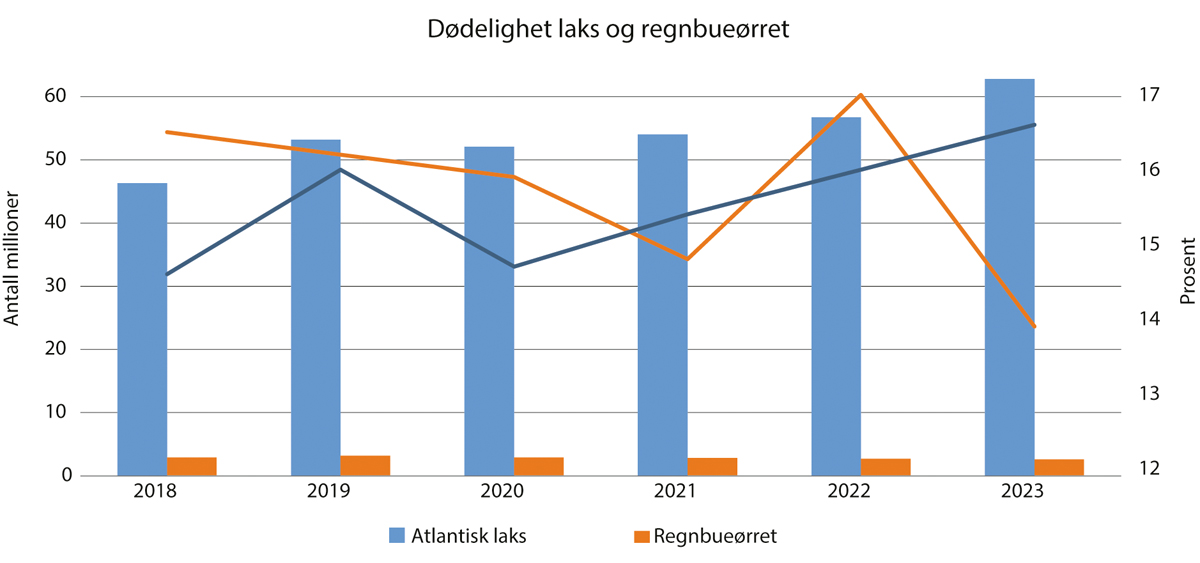 Dødelighet laks og regnbueørret
Antall millioner
60
50
40
30
20
10
0
17
16
15
14
13
12
Prosent
2018 2019 2020 2021 2022 2023
Atlantisk laks Regnbueørret